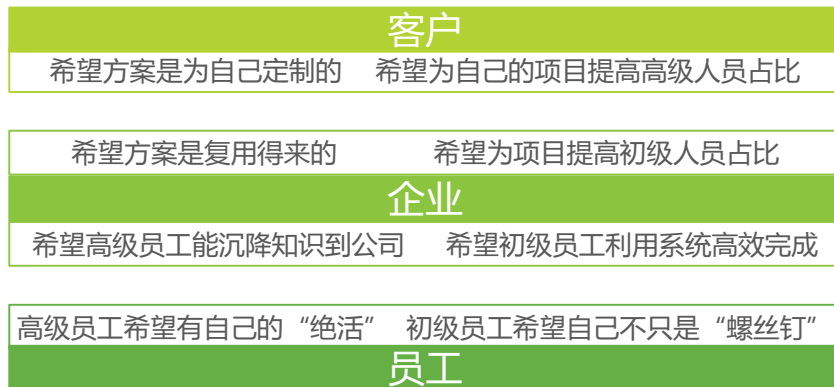 客户
希望方案是为自己定制的 希望为自己的项目提高高级人员占比
希望方案是复用得来的 希望为项目提高初级人员占比
企业
希望高级员工能沉降知识到公司 希望初级员工利用系统高效完成
高级员工希望有自己的“绝活” 初级员工希望自己不只是“螺丝钉”
员工